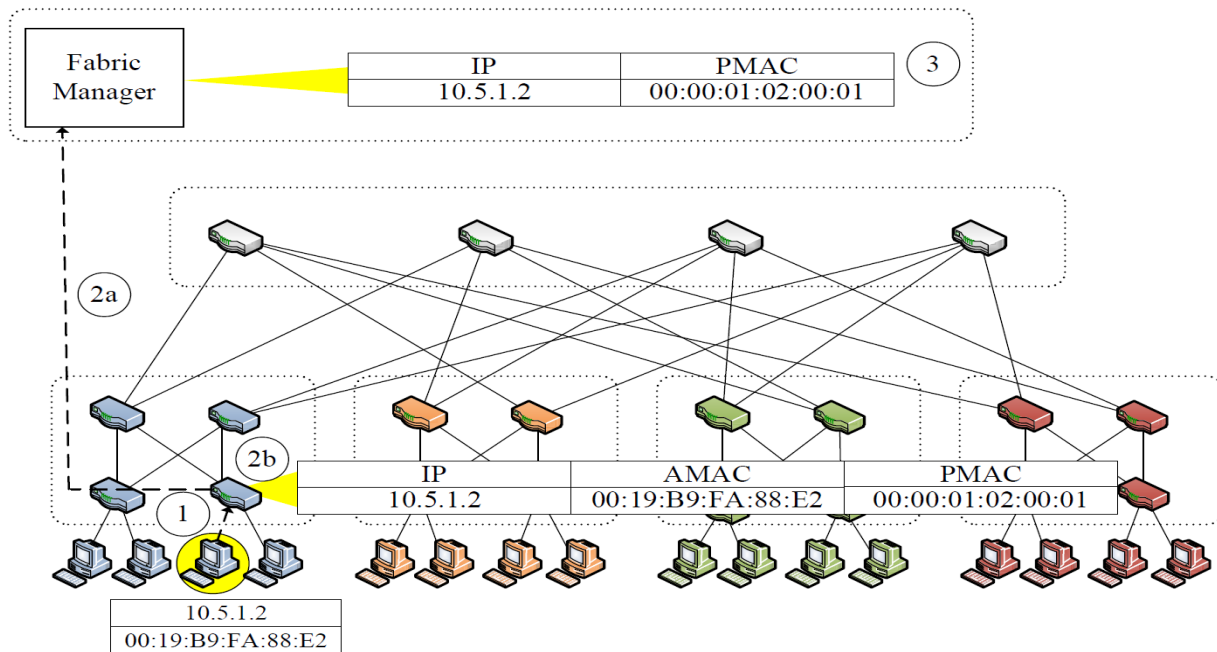 Fabric
Manager
IP PMAC
10.5.1.2 00:00:01:02:00:01
3
2a
2b
IP AMAC PMAC
10.5.1.2 00:19:B9:FA:88:E2 00:00:01:02:00:01
1
10.5.1.2
00:19:B9:FA:88:E2